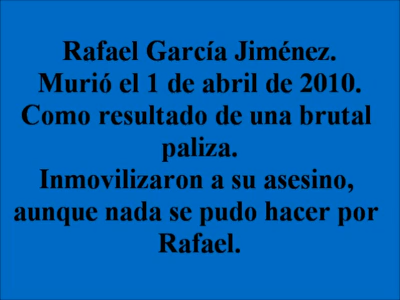 Rafael García Jiménez.
Murió el 1 de abril de 2010.
Como resultado de una brutal
paliza.
Inmovilizaron a su asesino,
aunque nada se pudo hacer por
Rafael.